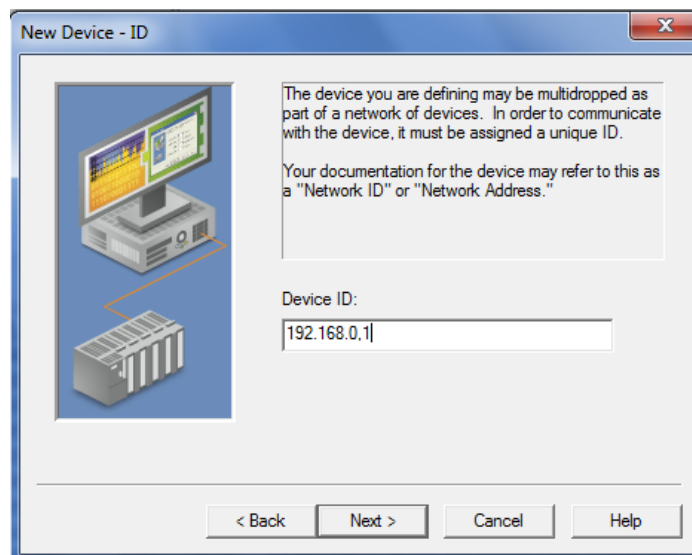 New Device - ID
The device you are defining may be multidropped as
part of a network of devices.  In order to communicate
with the device, it must be assigned a unique ID.
Your documentation for the device may refer to this as
a "Network ID" or "Network Address."
Device ID:
192.168.0,1
< Back Next > Cancel Help